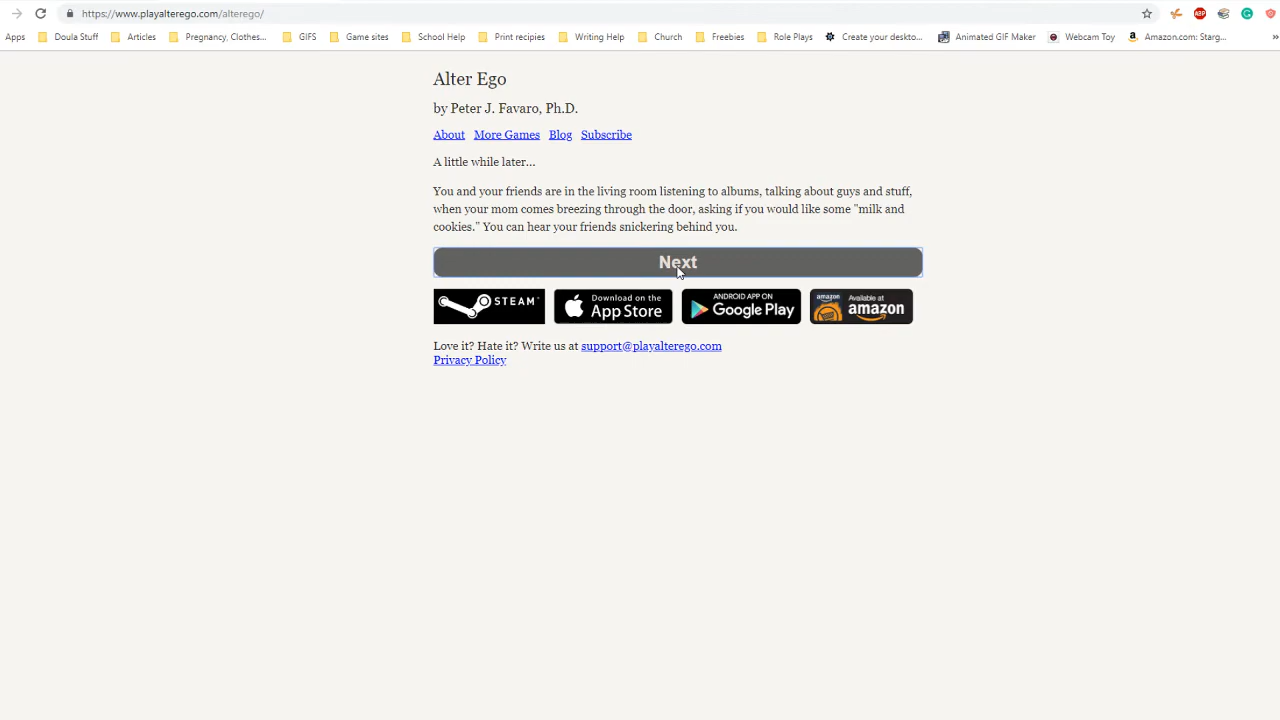 https://www.playalterego.com/alterego/
Apps Doula Stuff Articles Pregnancy, Clothes... GIFS Game sites School Help Print recipies Writing Help Church Freebies Role Plays Create your deskto... Animated GIF Maker Webcam Toy Amazon.com: Starg... »
Alter Ego
by Peter J. Favaro, Ph.D.
About More Games Blog Subscribe
A little while later...
You and your friends are in the living room listening to albums, talking about guys and stuff,
when your mom comes breezing through the door, asking if you would like some "milk and
cookies." You can hear your friends snickering behind you.
Next
STEAM
Download on the
App Store
ANDROID APP ON
Google Play
amazon
Available at
amazon
Love it? Hate it? Write us at support@playalterego.com
Privacy Policy